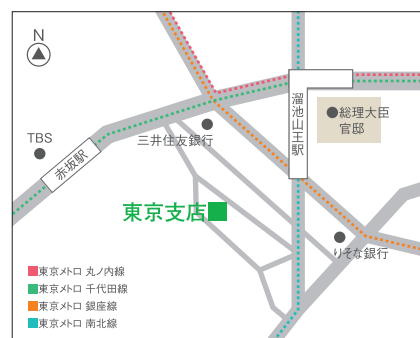 N
TBS
赤坂駅
三井住友銀行
溜池山王駅
総理大臣
官邸
東京支店
りそな銀行
東京メトロ 丸ノ内線
東京メトロ 千代田線
東京メトロ 銀座線
東京メトロ 南北線